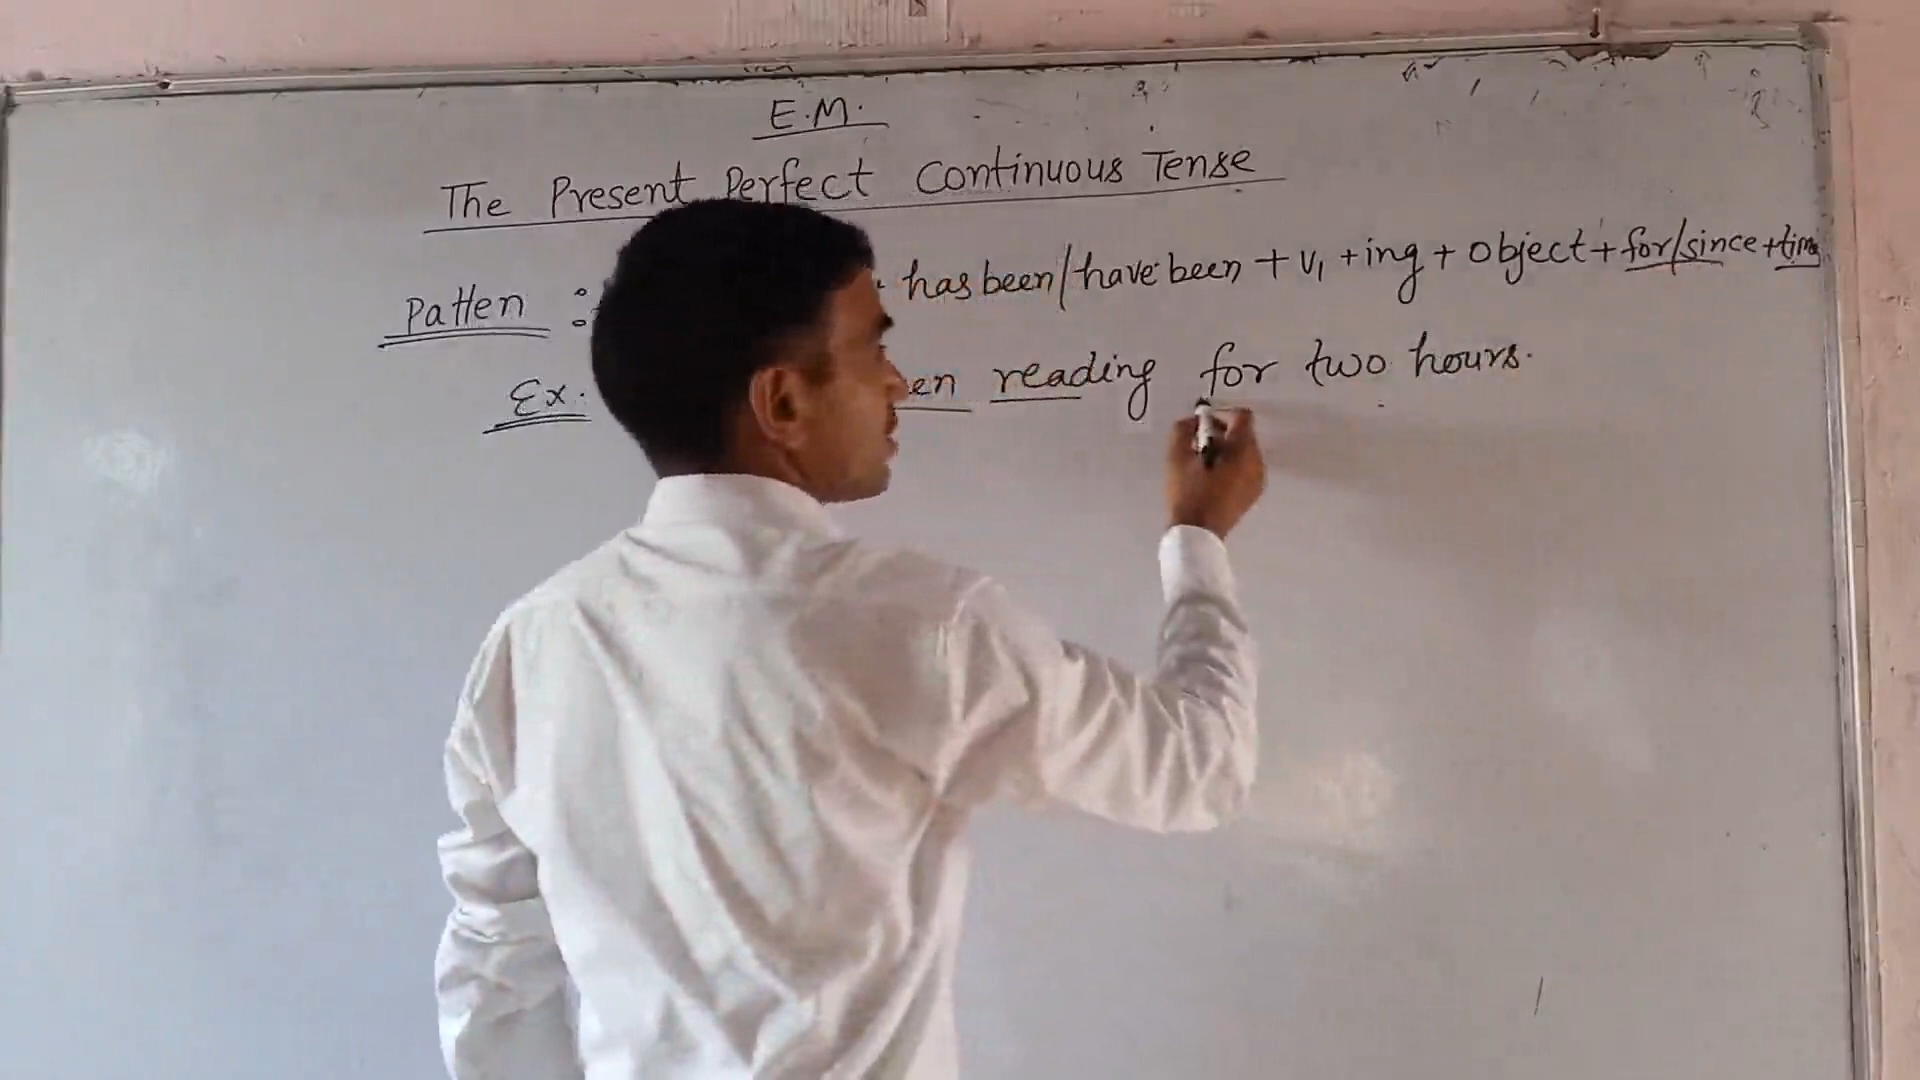 E.M.
The Present Perfect Continuous Tense
Patten : has been/have been + V1 + ing + object + for/since + time
Ex. reading for two hours.